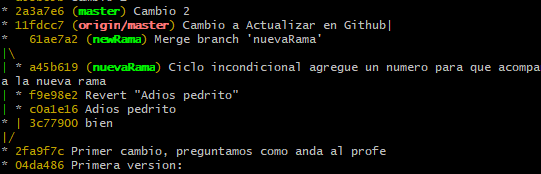 * 2a3a7e6 (master) Cambio 2
* 11fdcc7 (origin/master) Cambio a Actualizar en Github|
*   61ae7a2 (newRama) Merge branch 'nuevaRama'
|\
| * a45b619 (nuevaRama) Ciclo incondicional agregue un numero para que acompa
a la nueva rama
| * f9e98e2 Revert "Adios pedrito"
| * c0a1e16 Adios pedrito
* | 3c77900 bien
|/
* 2fa9f7c Primer cambio, preguntamos como anda al profe
* 04da486 Primera version: